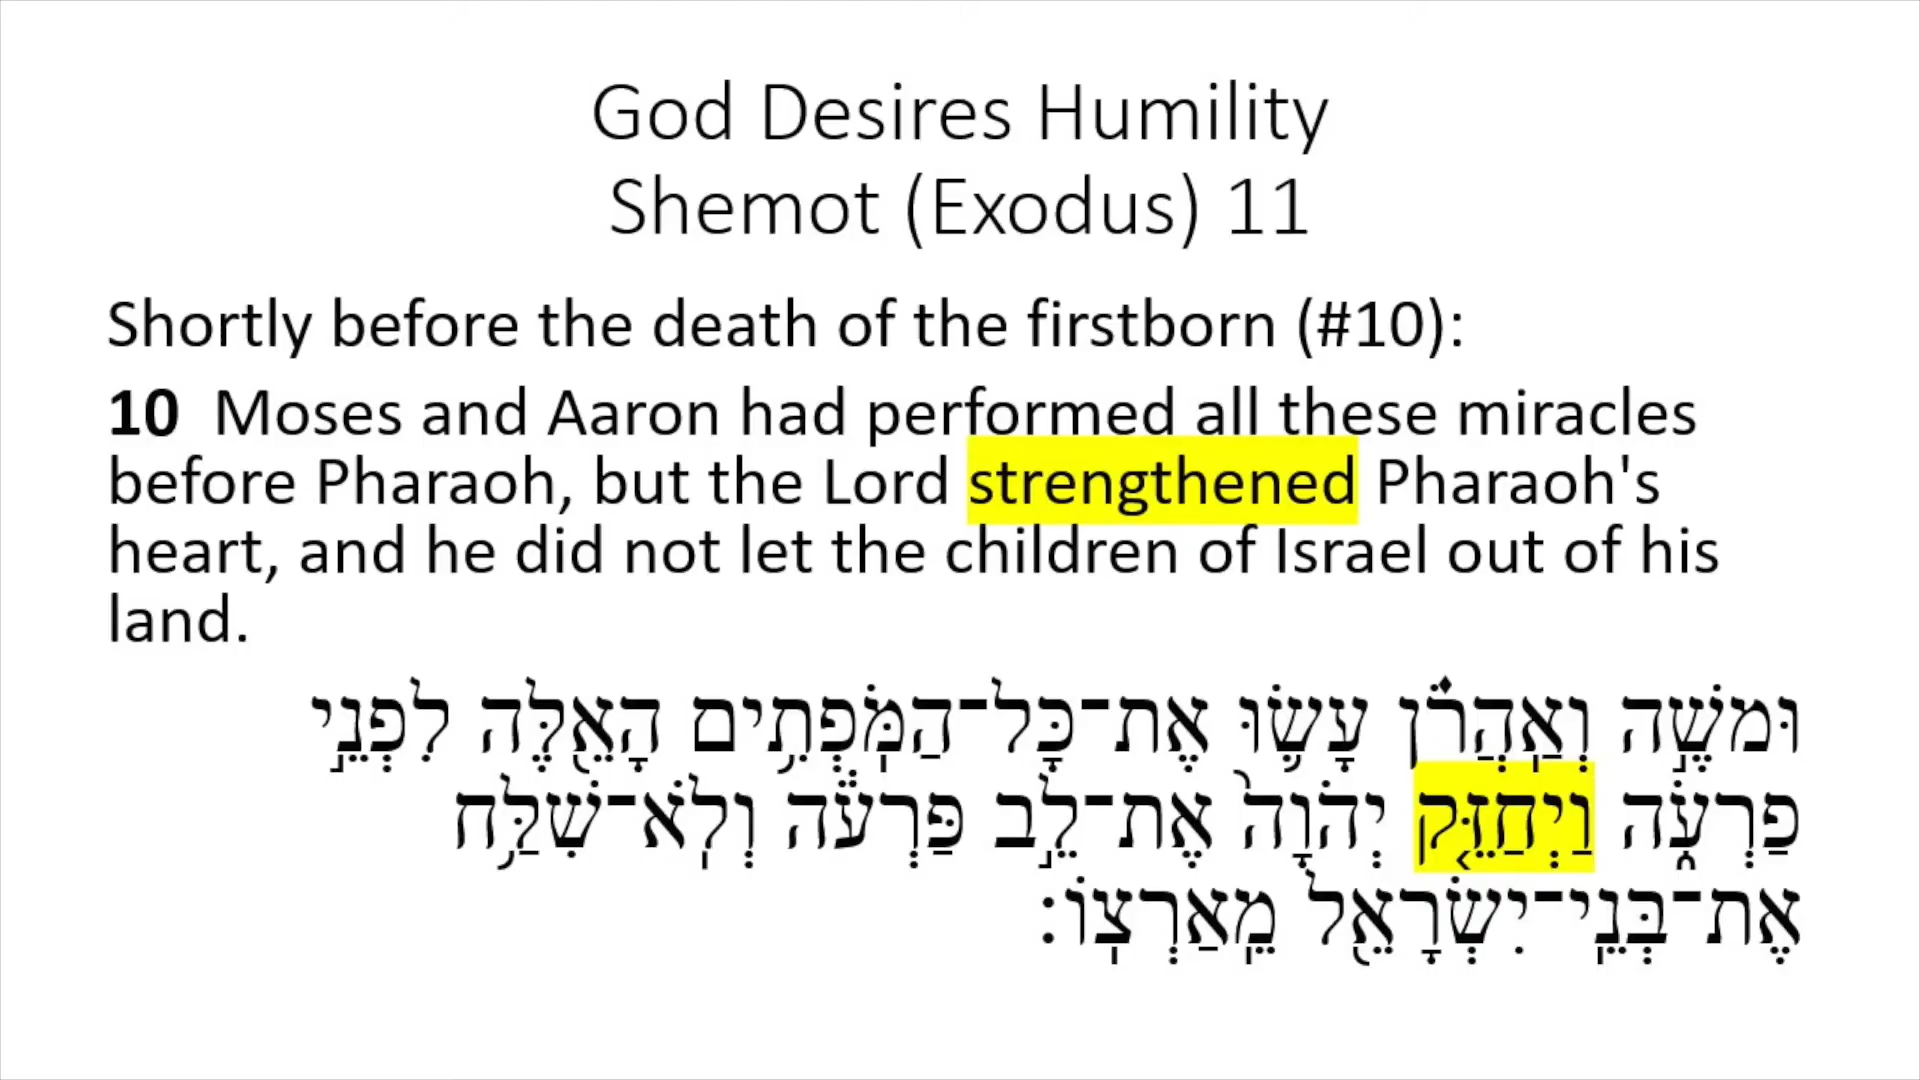 God Desires Humility
Shemot (Exodus) 11
Shortly before the death of the firstborn (#10):
10 Moses and Aaron had performed all these miracles
before Pharaoh, but the Lord strengthened Pharaoh's
heart, and he did not let the children of Israel out of his
land.
וּמשֶׁ֣ה וְאַֽהֲרֹ֗ן עָשׂ֛וּ אֶת־כָּל־הַמֹּֽפְתִ֥ים הָאֵ֖לֶּה לִפְנֵ֣י
פַרְעֹ֑ה וַיְחַזֵּ֤ק יְהֹוָה֙ אֶת־לֵ֣ב פַּרְעֹ֔ה וְלֹֽא־שִׁלַּ֥ח
אֶת־בְּנֵֽי־יִשְׂרָאֵ֖ל מֵֽאַרְצֽוֹ: